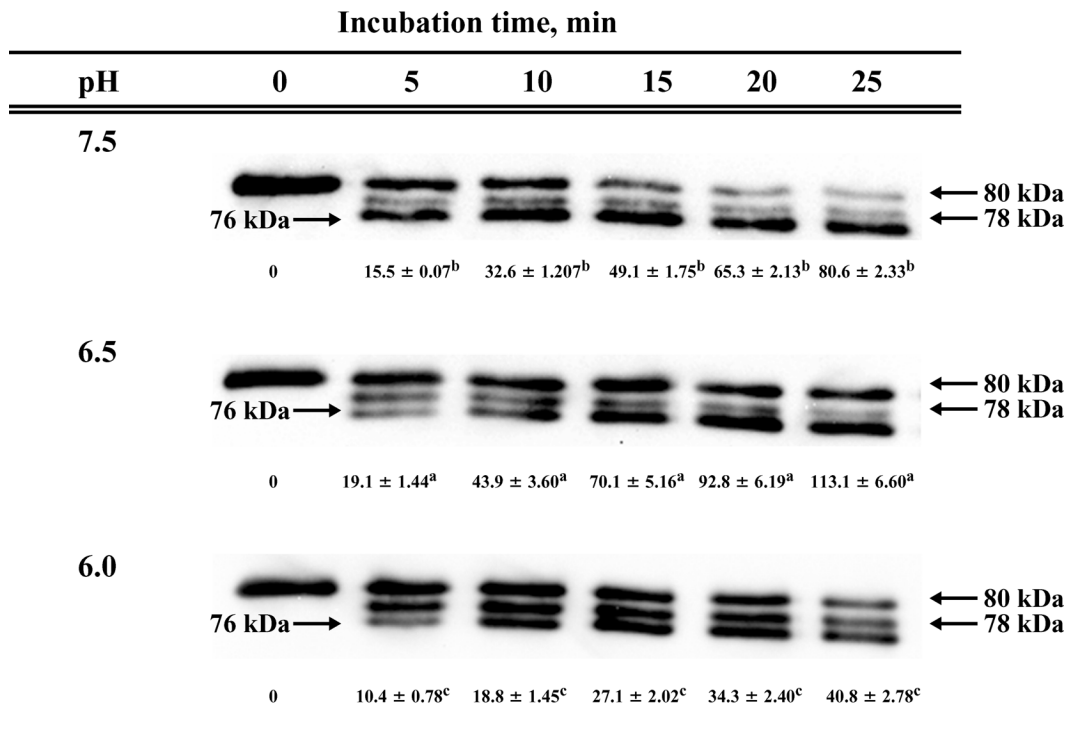 Incubation time, min
pH 0 5 10 15 20 25
7.5
80 kDa
76 kDa 78 kDa
0 15.5 ± 0.07b 32.6 ± 1.207b 49.1 ± 1.75b 65.3 ± 2.13b 80.6 ± 2.33b
6.5
80 kDa
76 kDa 78 kDa
0 19.1 ± 1.44a 43.9 ± 3.60a 70.1 ± 5.16a 92.8 ± 6.19a 113.1 ± 6.60a
6.0
80 kDa
76 kDa 78 kDa
0 10.4 ± 0.78c 18.8 ± 1.45c 27.1 ± 2.02c 34.3 ± 2.40c 40.8 ± 2.78c